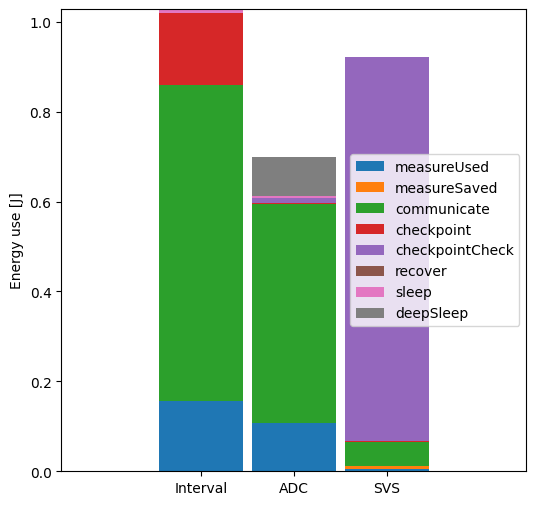 1.0
0.8
0.6
0.4
0.2
0.0
Energy use [J]
measureUsed
measureSaved
communicate
checkpoint
checkpointCheck
recover
sleep
deepSleep
Interval ADC SVS